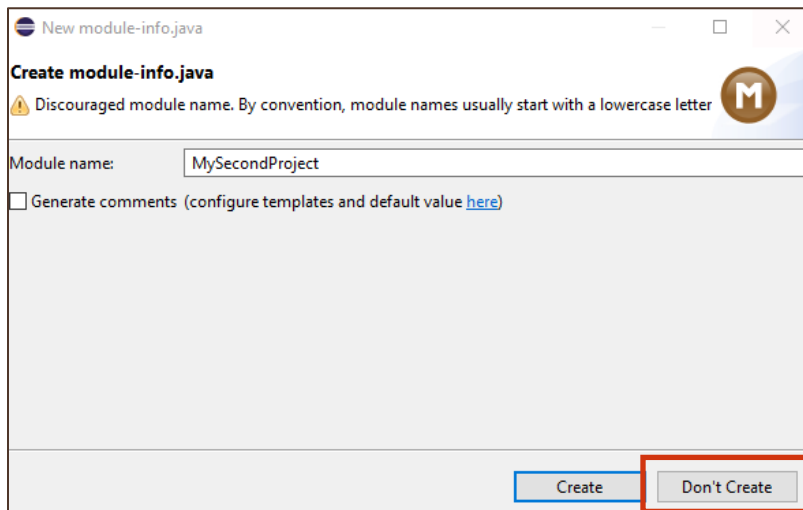 New module-info.java
Create module-info.java
Discouraged module name. By convention, module names usually start with a lowercase letter
M
Module name: MySecondProject
Generate comments (configure templates and default value here)
Create Don't Create